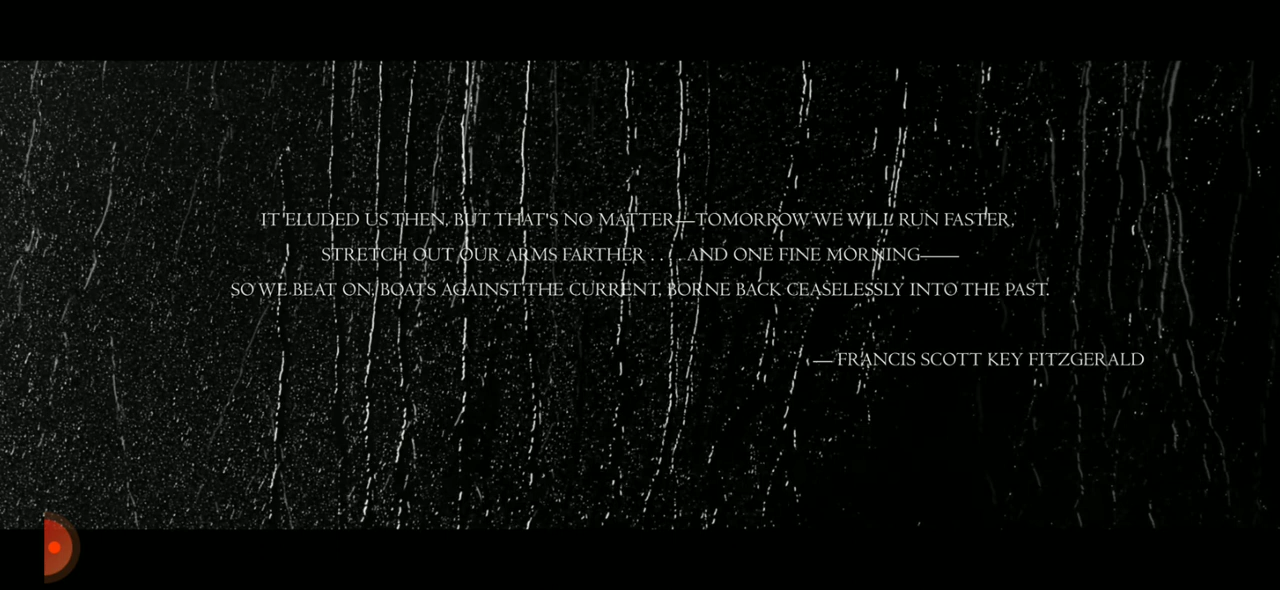 IT ELUDED US THEN, BUT THAT'S NO MATTER—TOMORROW WE WILL RUN FASTER,
STRETCH OUT OUR ARMS FARTHER . . . . AND ONE FINE MORNING——
SO WE BEAT ON, BOATS AGAINST THE CURRENT, BORNE BACK CEASELESSLY INTO THE PAST.
— FRANCIS SCOTT KEY FITZGERALD